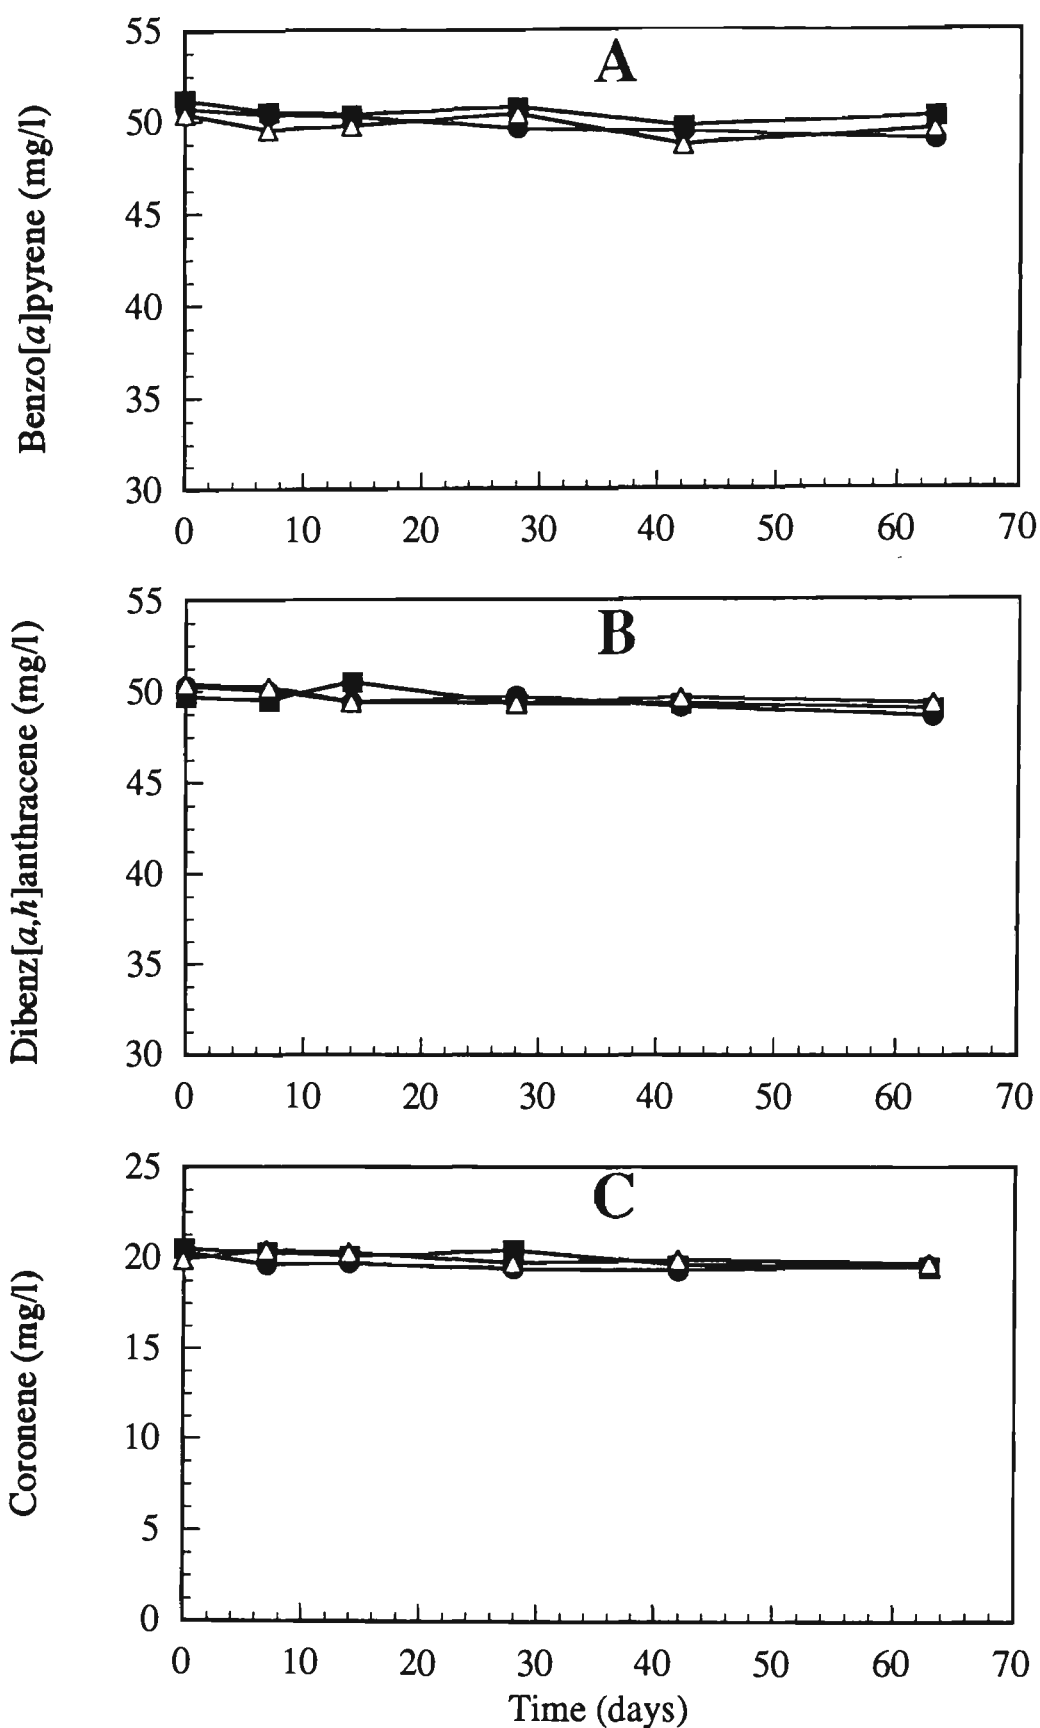 A
Benzo[a]pyrene (mg/l)
55
50
45
40
35
30
0 10 20 30 40 50 60 70
B
Dibenz[a,h]anthracene (mg/l)
55
50
45
40
35
30
0 10 20 30 40 50 60 70
C
Coronene (mg/l)
25
20
15
10
5
0
0 10 20 30 40 50 60 70
Time (days)